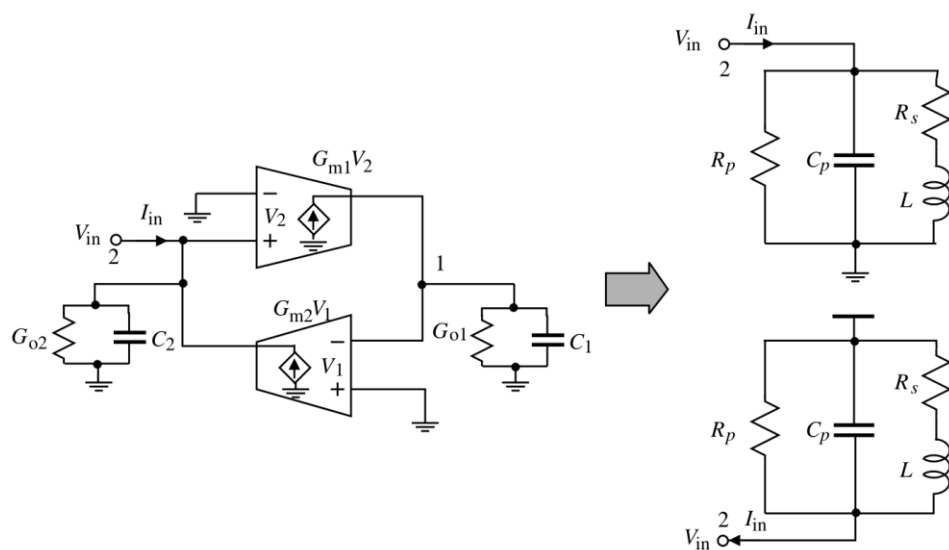 G_m1V_2
−
V_2
+
I_in
V_in
2
1
G_m2V_1
−
V_1
+
G_o2
C_2
G_o1
C_1
V_in
I_in
2
R_p
C_p
R_s
L
R_p
C_p
R_s
L
2
V_in
I_in